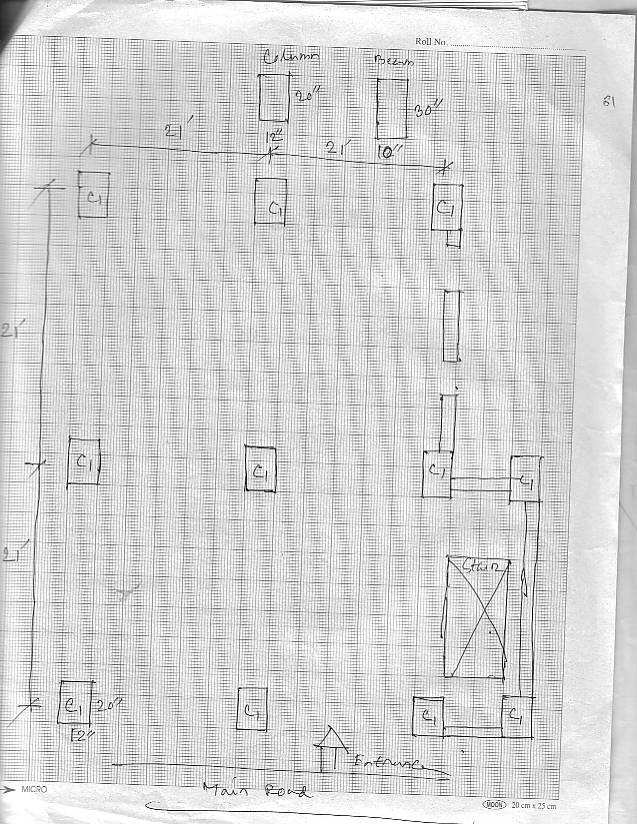 Roll No.
Column Beam
20" 30"
12" 10"
21' 21'
C1 C1 C1
21'
C1 C1 C1 C1
21'
Stair
C1 20" C1 C1 C1
12"
Entrance
Main Road
MICRO
MOON 20 cm x 25 cm